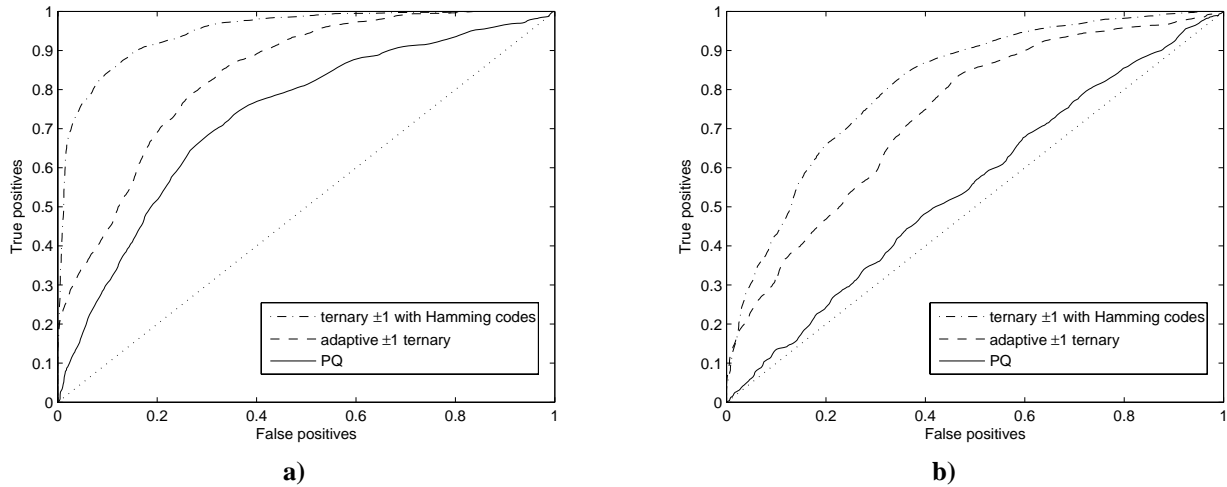 1
0.9
0.8
0.7
0.6
0.5
0.4
0.3
0.2
0.1
0
True positives
0 0.2 0.4 0.6 0.8 1
False positives
ternary ±1 with Hamming codes
adaptive ±1 ternary
PQ
a)
1
0.9
0.8
0.7
0.6
0.5
0.4
0.3
0.2
0.1
0
True positives
0 0.2 0.4 0.6 0.8 1
False positives
ternary ±1 with Hamming codes
adaptive ±1 ternary
PQ
b)